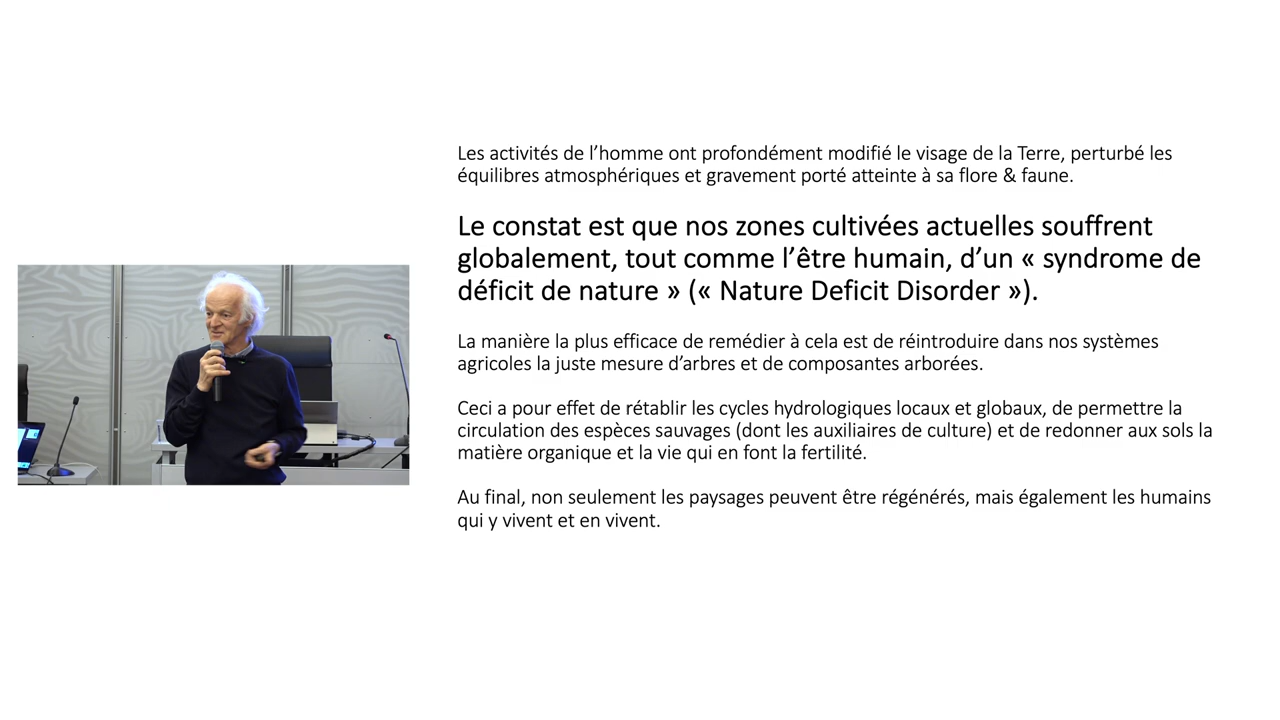 Les activités de l’homme ont profondément modifié le visage de la Terre, perturbé les
équilibres atmosphériques et gravement porté atteinte à sa flore & faune.
Le constat est que nos zones cultivées actuelles souffrent
globalement, tout comme l’être humain, d’un « syndrome de
déficit de nature » (« Nature Deficit Disorder »).
La manière la plus efficace de remédier à cela est de réintroduire dans nos systèmes
agricoles la juste mesure d’arbres et de composantes arborées.
Ceci a pour effet de rétablir les cycles hydrologiques locaux et globaux, de permettre la
circulation des espèces sauvages (dont les auxiliaires de culture) et de redonner aux sols la
matière organique et la vie qui en font la fertilité.
Au final, non seulement les paysages peuvent être régénérés, mais également les humains
qui y vivent et en vivent.